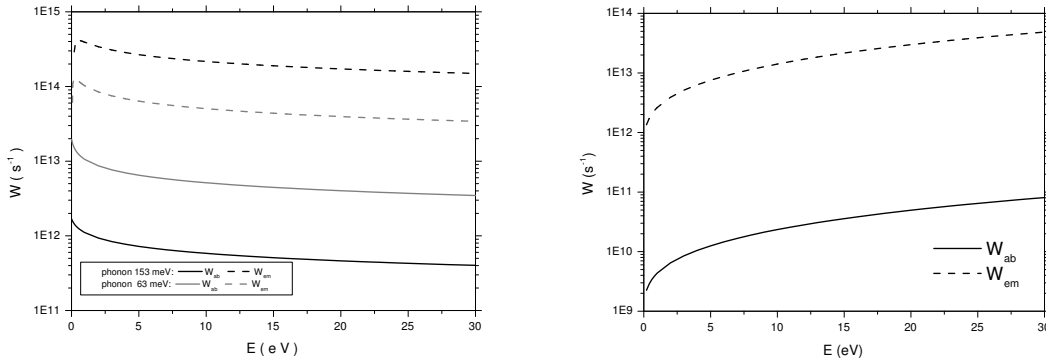 1E15
1E14
1E13
1E12
1E11
W ( s⁻¹ )
0 5 10 15 20 25 30
E ( e V )
phonon 153 meV: W_ab W_em
phonon 63 meV: W_ab W_em
1E14
1E13
1E12
1E11
1E10
1E9
W (s⁻¹)
0 5 10 15 20 25 30
E (eV)
W_ab
W_em